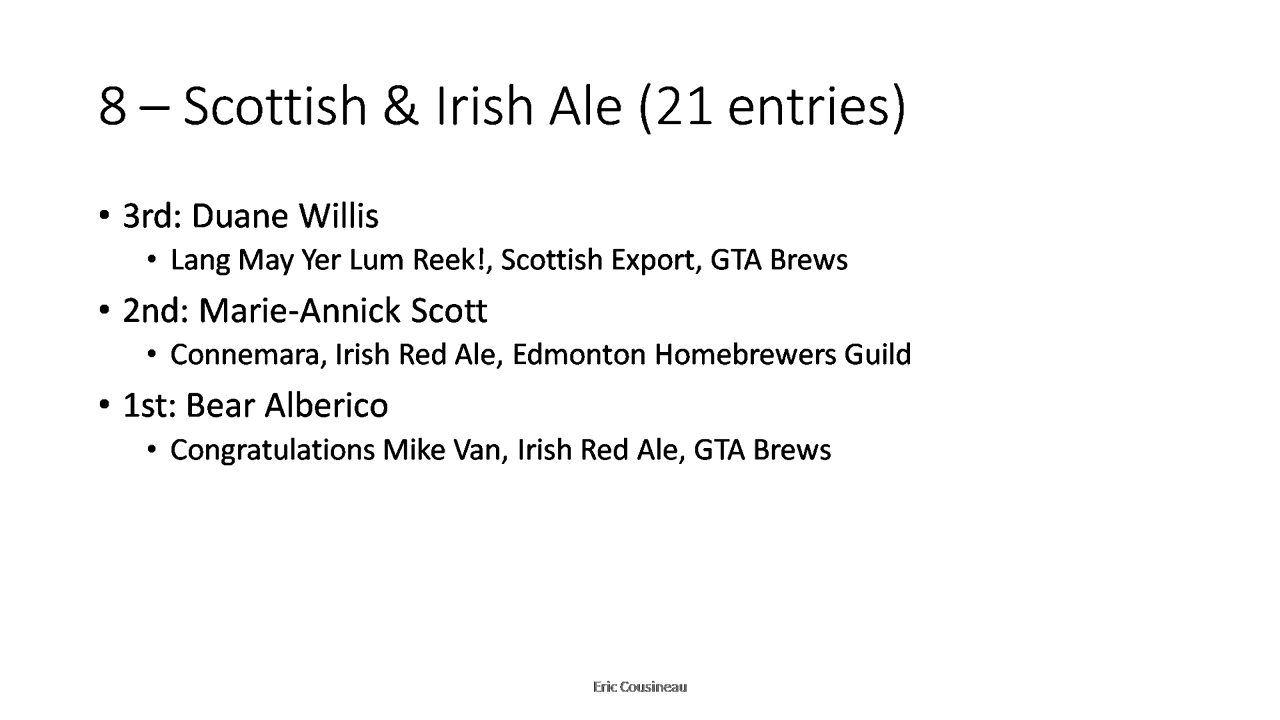 8 – Scottish & Irish Ale (21 entries)
• 3rd: Duane Willis
• Lang May Yer Lum Reek!, Scottish Export, GTA Brews
• 2nd: Marie-Annick Scott
• Connemara, Irish Red Ale, Edmonton Homebrewers Guild
• 1st: Bear Alberico
• Congratulations Mike Van, Irish Red Ale, GTA Brews
Eric Cousineau